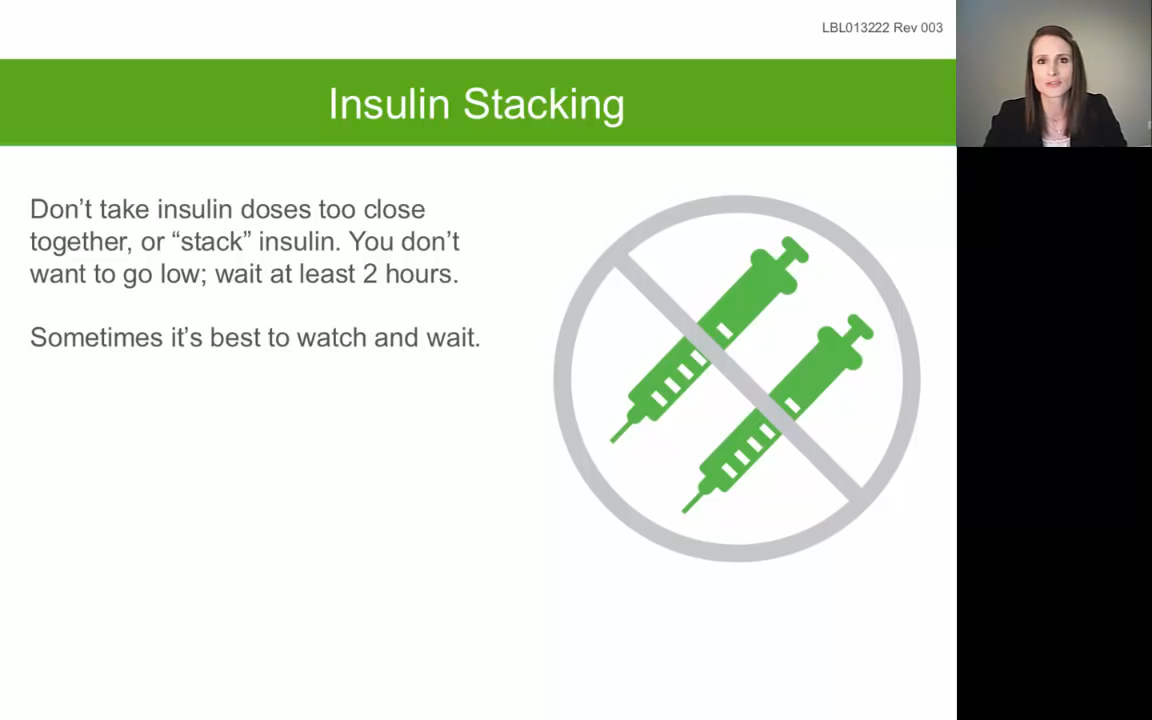 LBL013222 Rev 003
Insulin Stacking
Don’t take insulin doses too close
together, or “stack” insulin. You don’t
want to go low; wait at least 2 hours.
Sometimes it’s best to watch and wait.